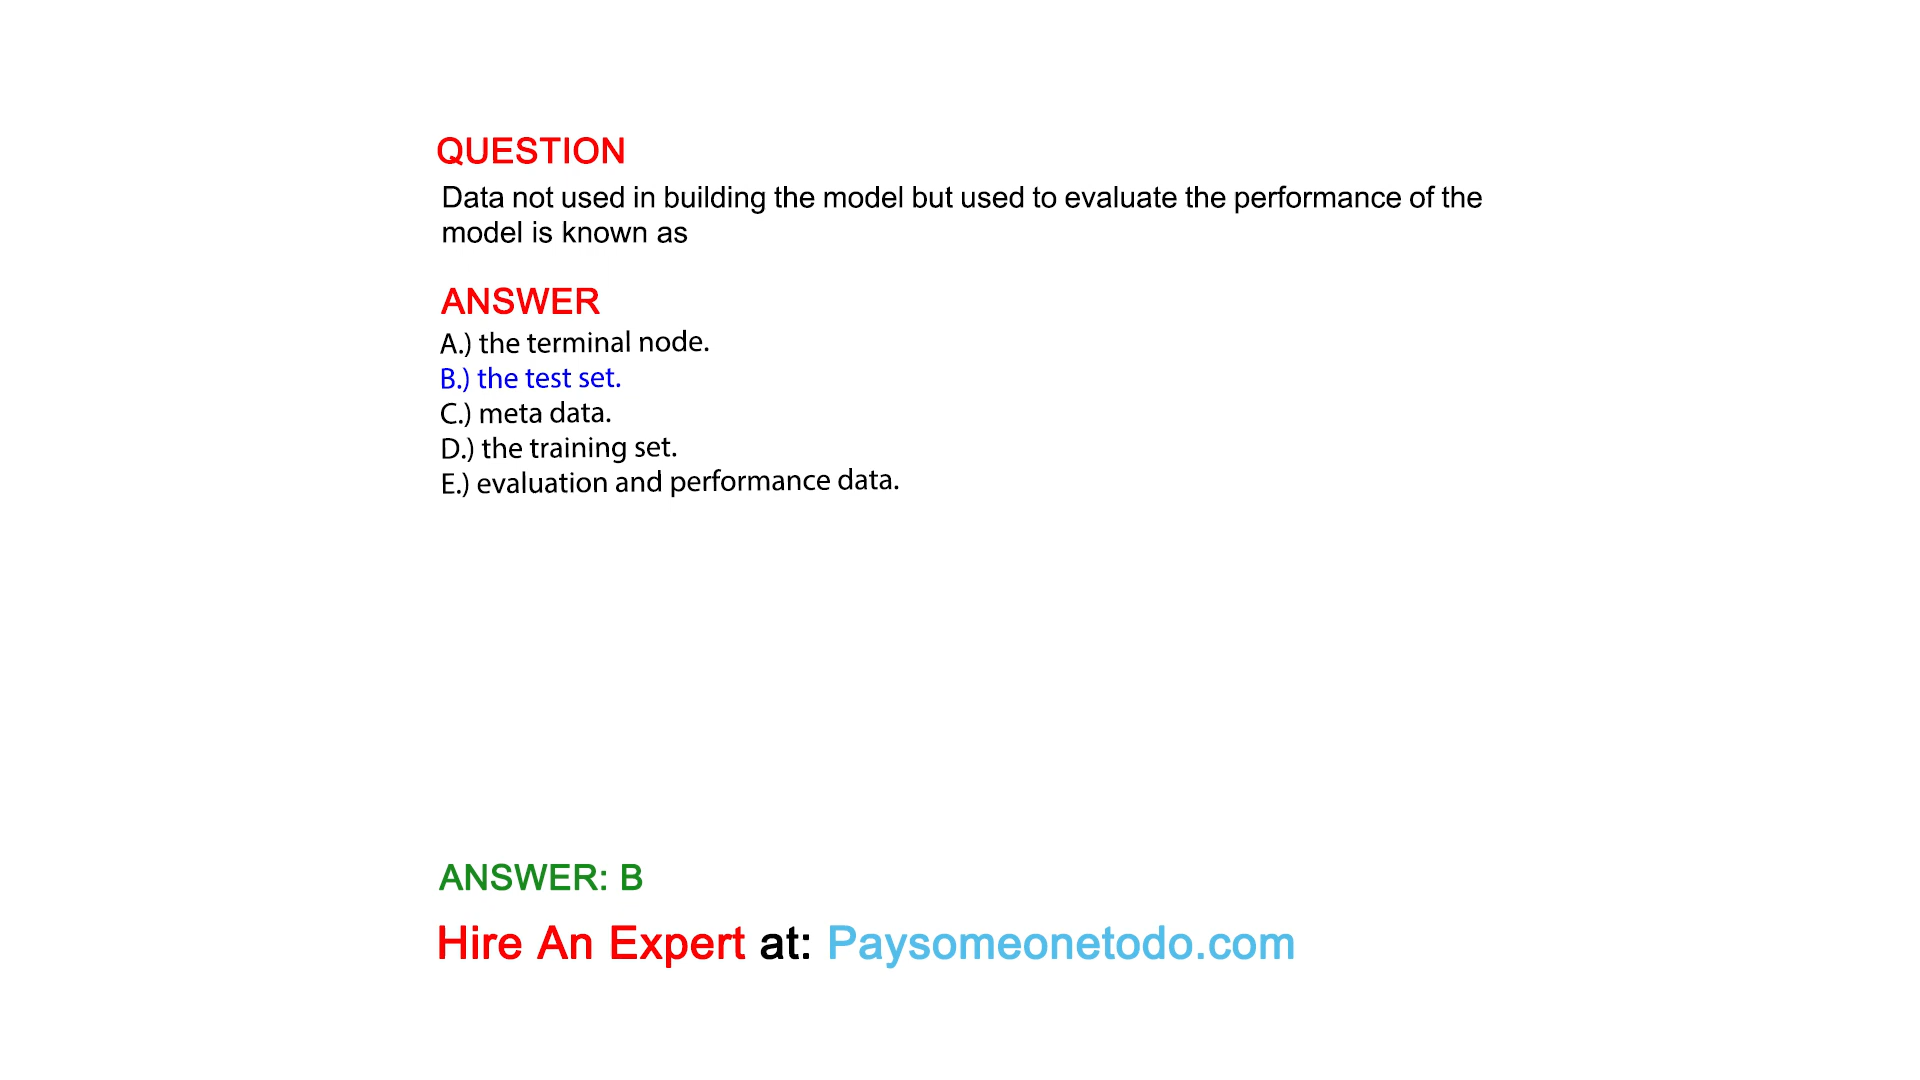 QUESTION
Data not used in building the model but used to evaluate the performance of the
model is known as
ANSWER
A.) the terminal node.
B.) the test set.
C.) meta data.
D.) the training set.
E.) evaluation and performance data.
ANSWER: B
Hire An Expert at: Paysomeonetodo.com